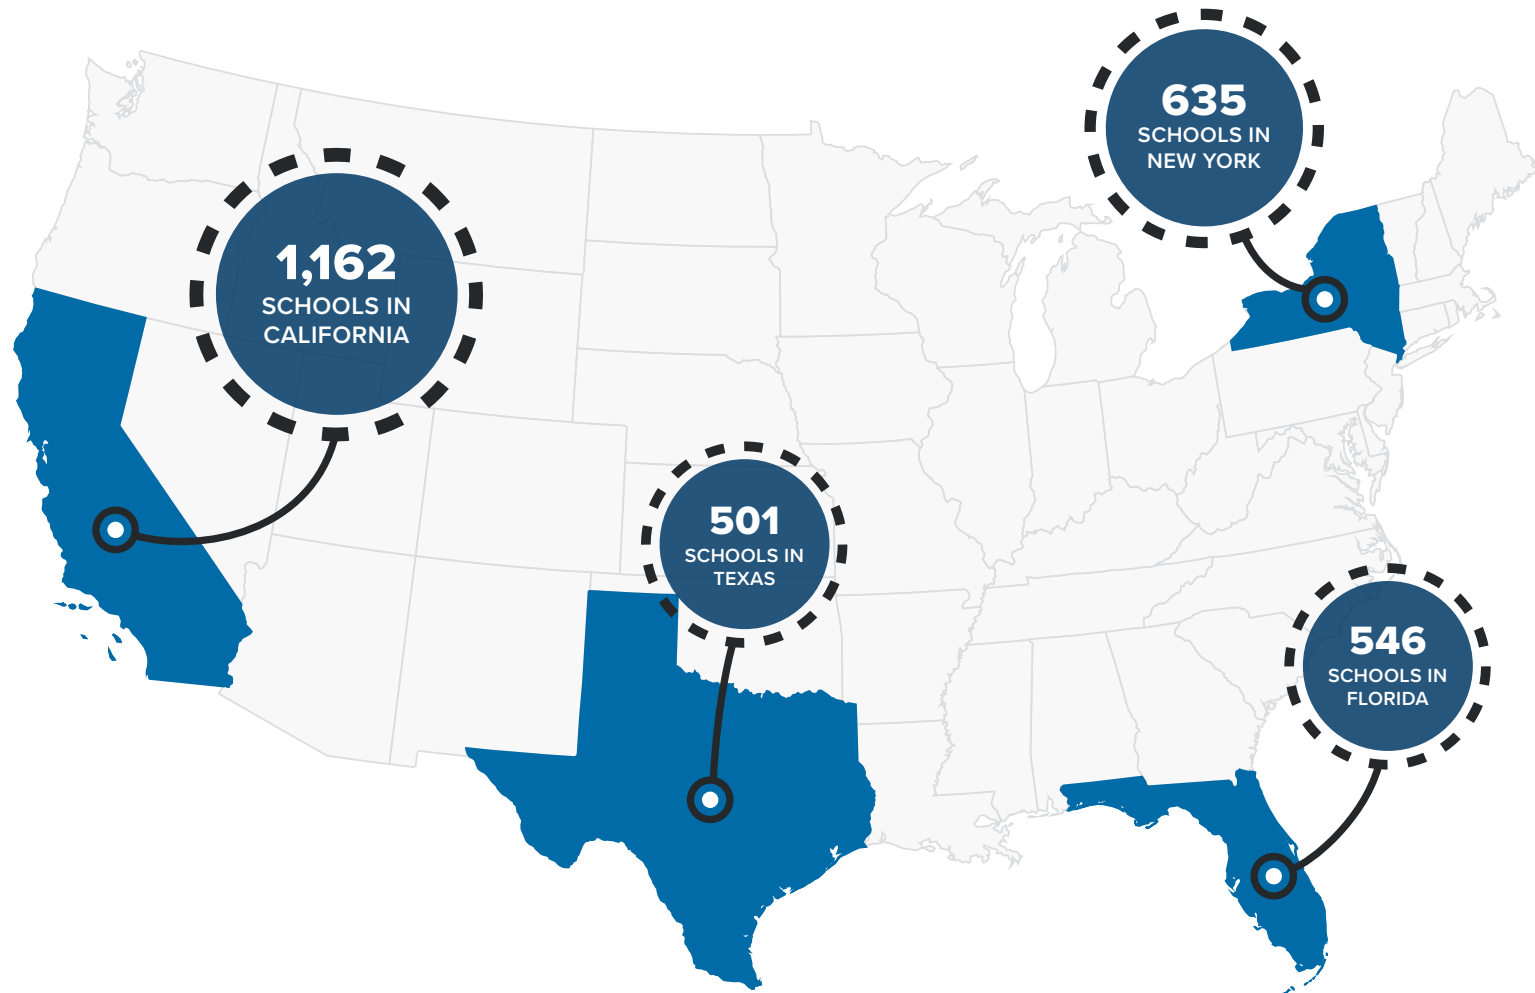 635
SCHOOLS IN
NEW YORK
1,162
SCHOOLS IN
CALIFORNIA
501
SCHOOLS IN
TEXAS
546
SCHOOLS IN
FLORIDA